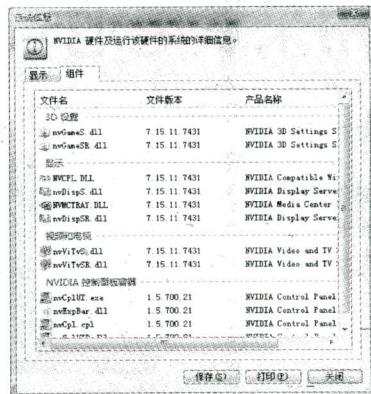 系统信息
NVIDIA 硬件及运行该硬件的系统的详细信息。
显示 组件
文件名 文件版本 产品名称
3D 设置
nvGameS.dll 7.15.11.7431 NVIDIA 3D Settings S
nvGameSR.dll 7.15.11.7431 NVIDIA 3D Settings S
显示
NVCPL.DLL 7.15.11.7431 NVIDIA Compatible Wi
nvDispS.dll 7.15.11.7431 NVIDIA Display Serve
NVMCTRAY.DLL 7.15.11.7431 NVIDIA Media Center
nvDispSR.dll 7.15.11.7431 NVIDIA Display Serve
视频和电视
nvViTvS.dll 7.15.11.7431 NVIDIA Video and TV
nvViTvSR.dll 7.15.11.7431 NVIDIA Video and TV
NVIDIA 控制面板容器
nvCplUI.exe 1.5.700.21 NVIDIA Control Panel
nvExpBar.dll 1.5.700.21 NVIDIA Control Panel
nvCpl.cpl 1.5.700.21 NVIDIA Control Panel
保存(S) 打印(P) 关闭